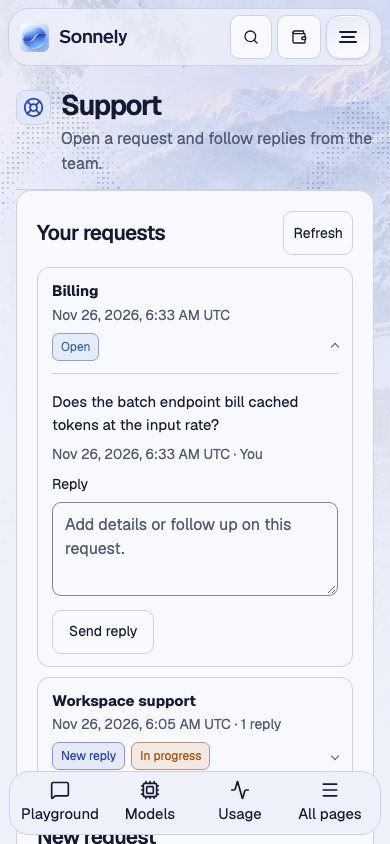 Sonnely
Support
Open a request and follow replies from the
team.
Your requests
Refresh
Billing
Nov 26, 2026, 6:33 AM UTC
Open
Does the batch endpoint bill cached
tokens at the input rate?
Nov 26, 2026, 6:33 AM UTC · You
Reply
Add details or follow up on this
request.
Send reply
Workspace support
Nov 26, 2026, 6:05 AM UTC · 1 reply
New reply
In progress
Playground
Models
Usage
All pages
New request